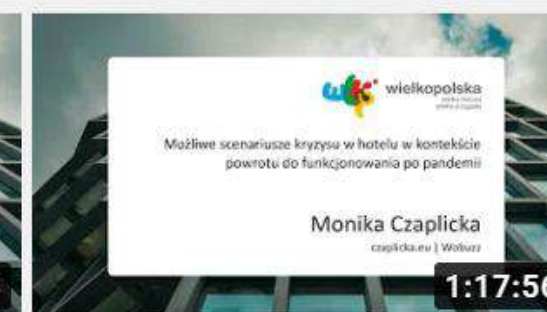 wielkopolska
Możliwe scenariusze kryzysu w hotelu w kontekście
powrotu do funkcjonowania po pandemii
Monika Czaplicka
czaplicka.eu | Wobuzz
1:17:56